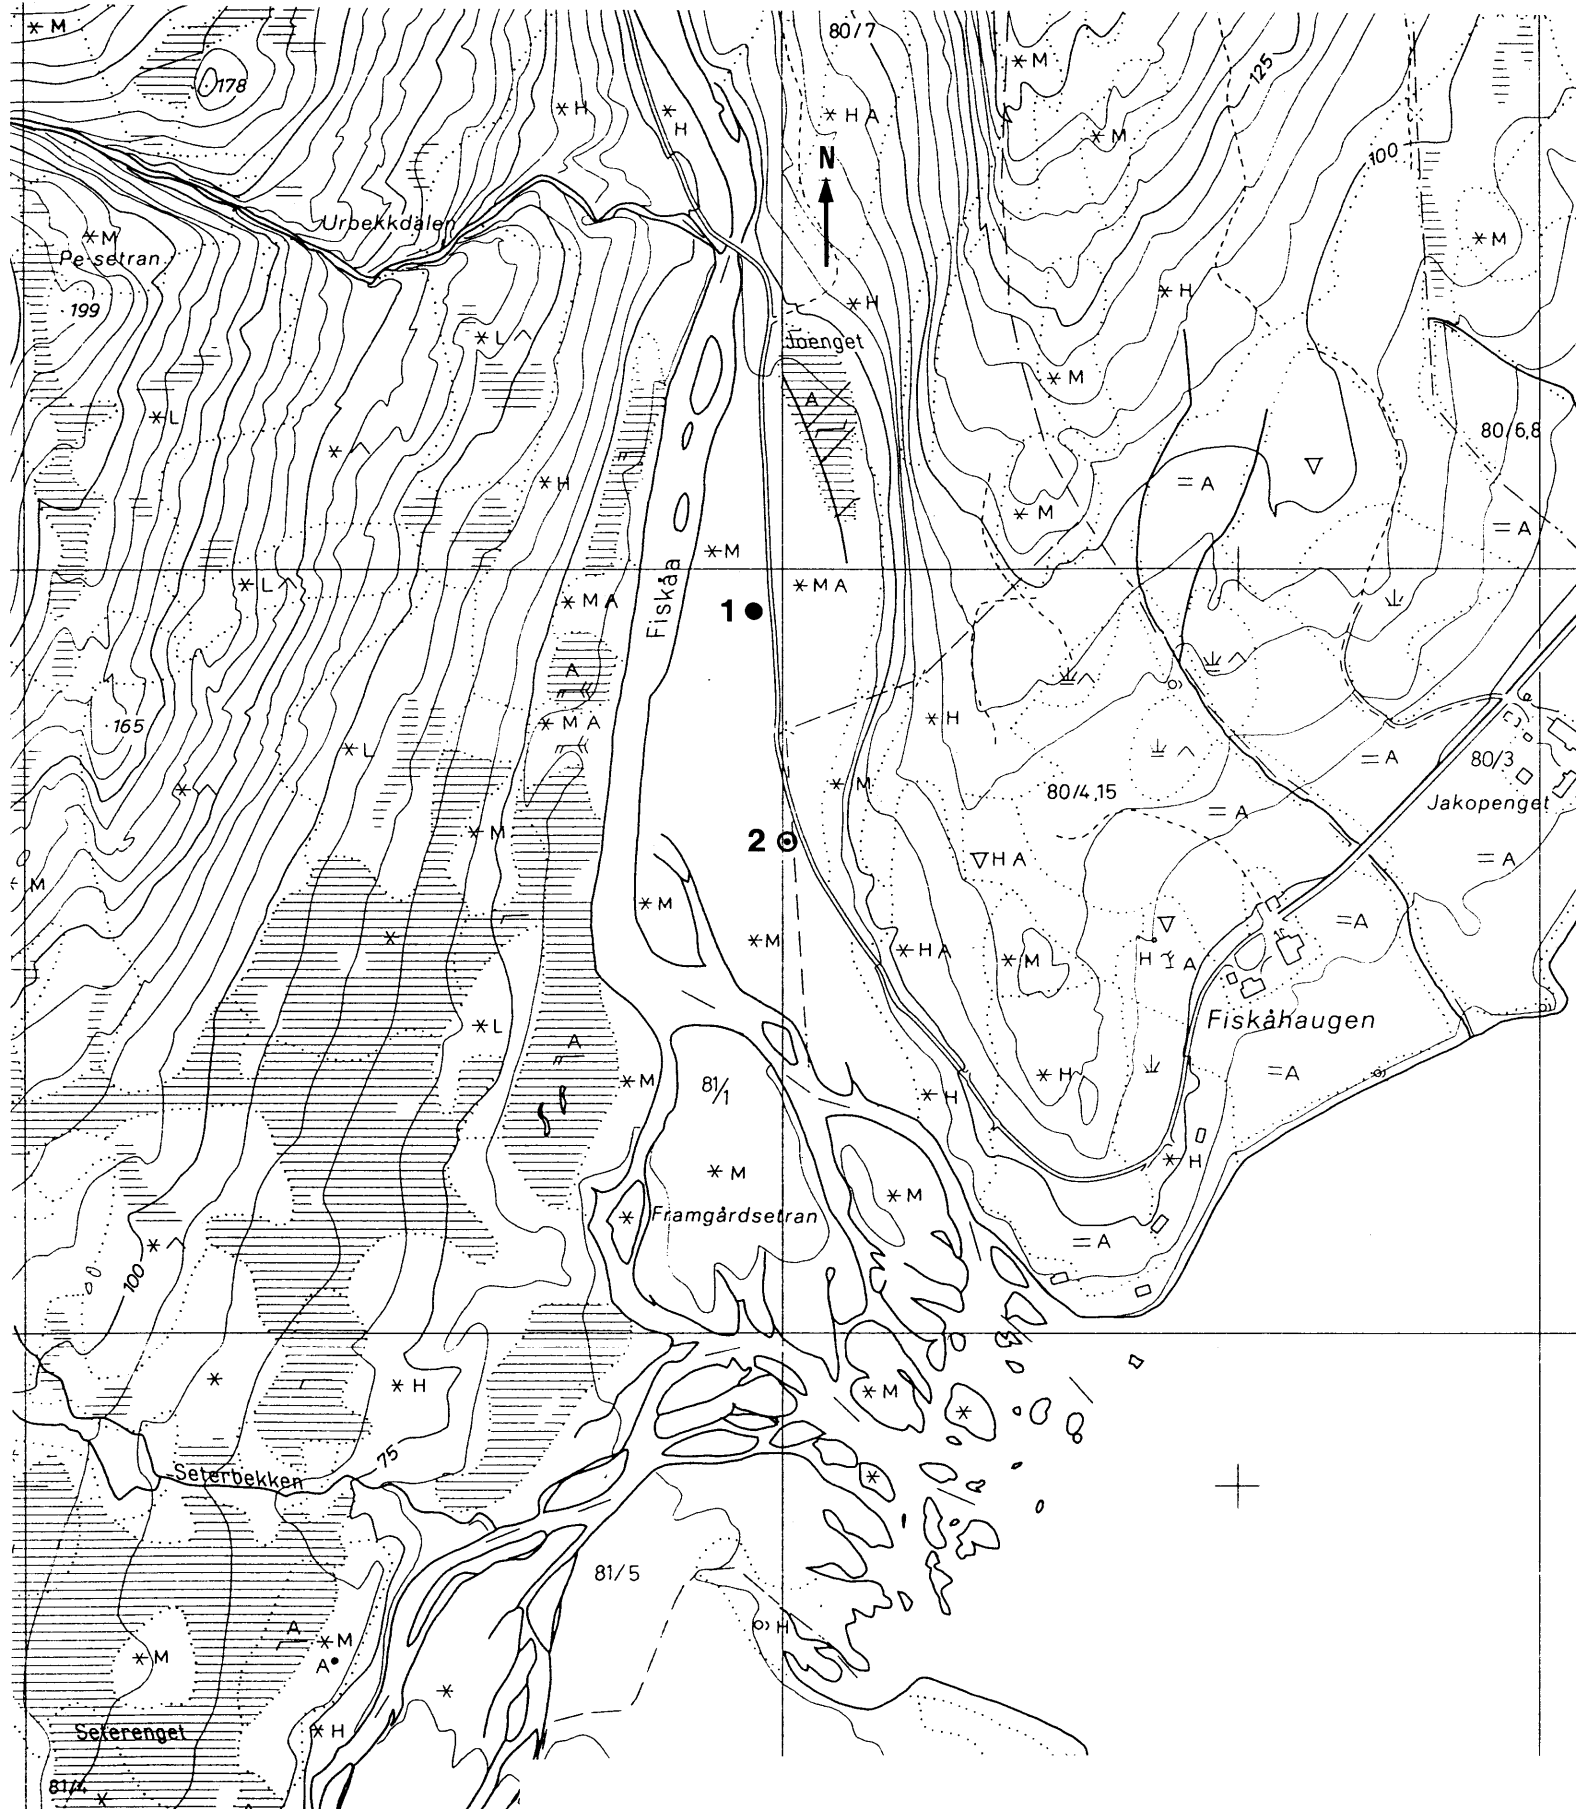 M
80/7
M
178
125
H
H
H A
M
100
N
Urbekkdalen
M
M
Pe-setran
199
H
H
L
Joenget
M
L
A
80/6,8
H
A
M
A
M
L
M A
M A
1
Fiskåa
A
M A
H
165
L
A
80/3
M
80/4,15
Jakopenget
A
M
2
H A
A
M
M
A
M
H A
M
H
A
L
Fiskåhaugen
A
M
81/1
H
A
H
M
H
M
Framgårdsetran
A
100
H
M
75
Seterbekken
81/5
A
M
H
M
A
H
Seterenget
81/4